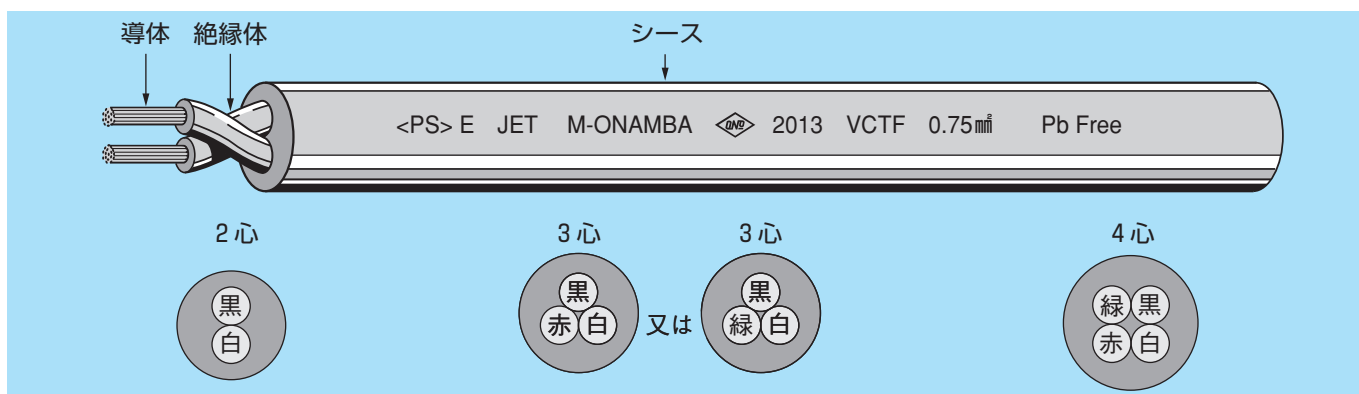 導体 絶縁体 シース
<PS> E JET M-ONAMBA ONB 2013 VCTF 0.75㎟ Pb Free
2心 3心 3心 4心
黒 黒 黒 緑 黒
白 赤 白 又は 緑 白 赤 白